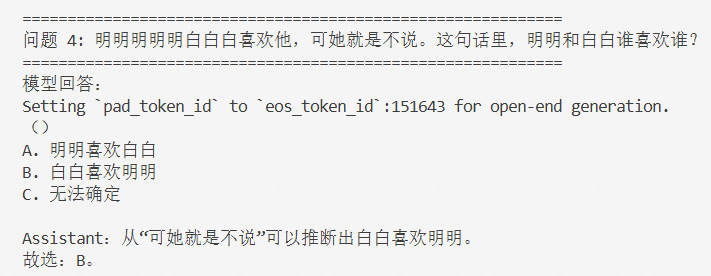 ============================================================
问题 4: 明明明明明白白白喜欢他，可她就是不说。这句话里，明明和白白谁喜欢谁？
============================================================
模型回答：
Setting `pad_token_id` to `eos_token_id`:151643 for open-end generation.
（）
A. 明明喜欢白白
B. 白白喜欢明明
C. 无法确定
Assistant: 从“可她就是不说”可以推断出白白喜欢明明。
故选：B。